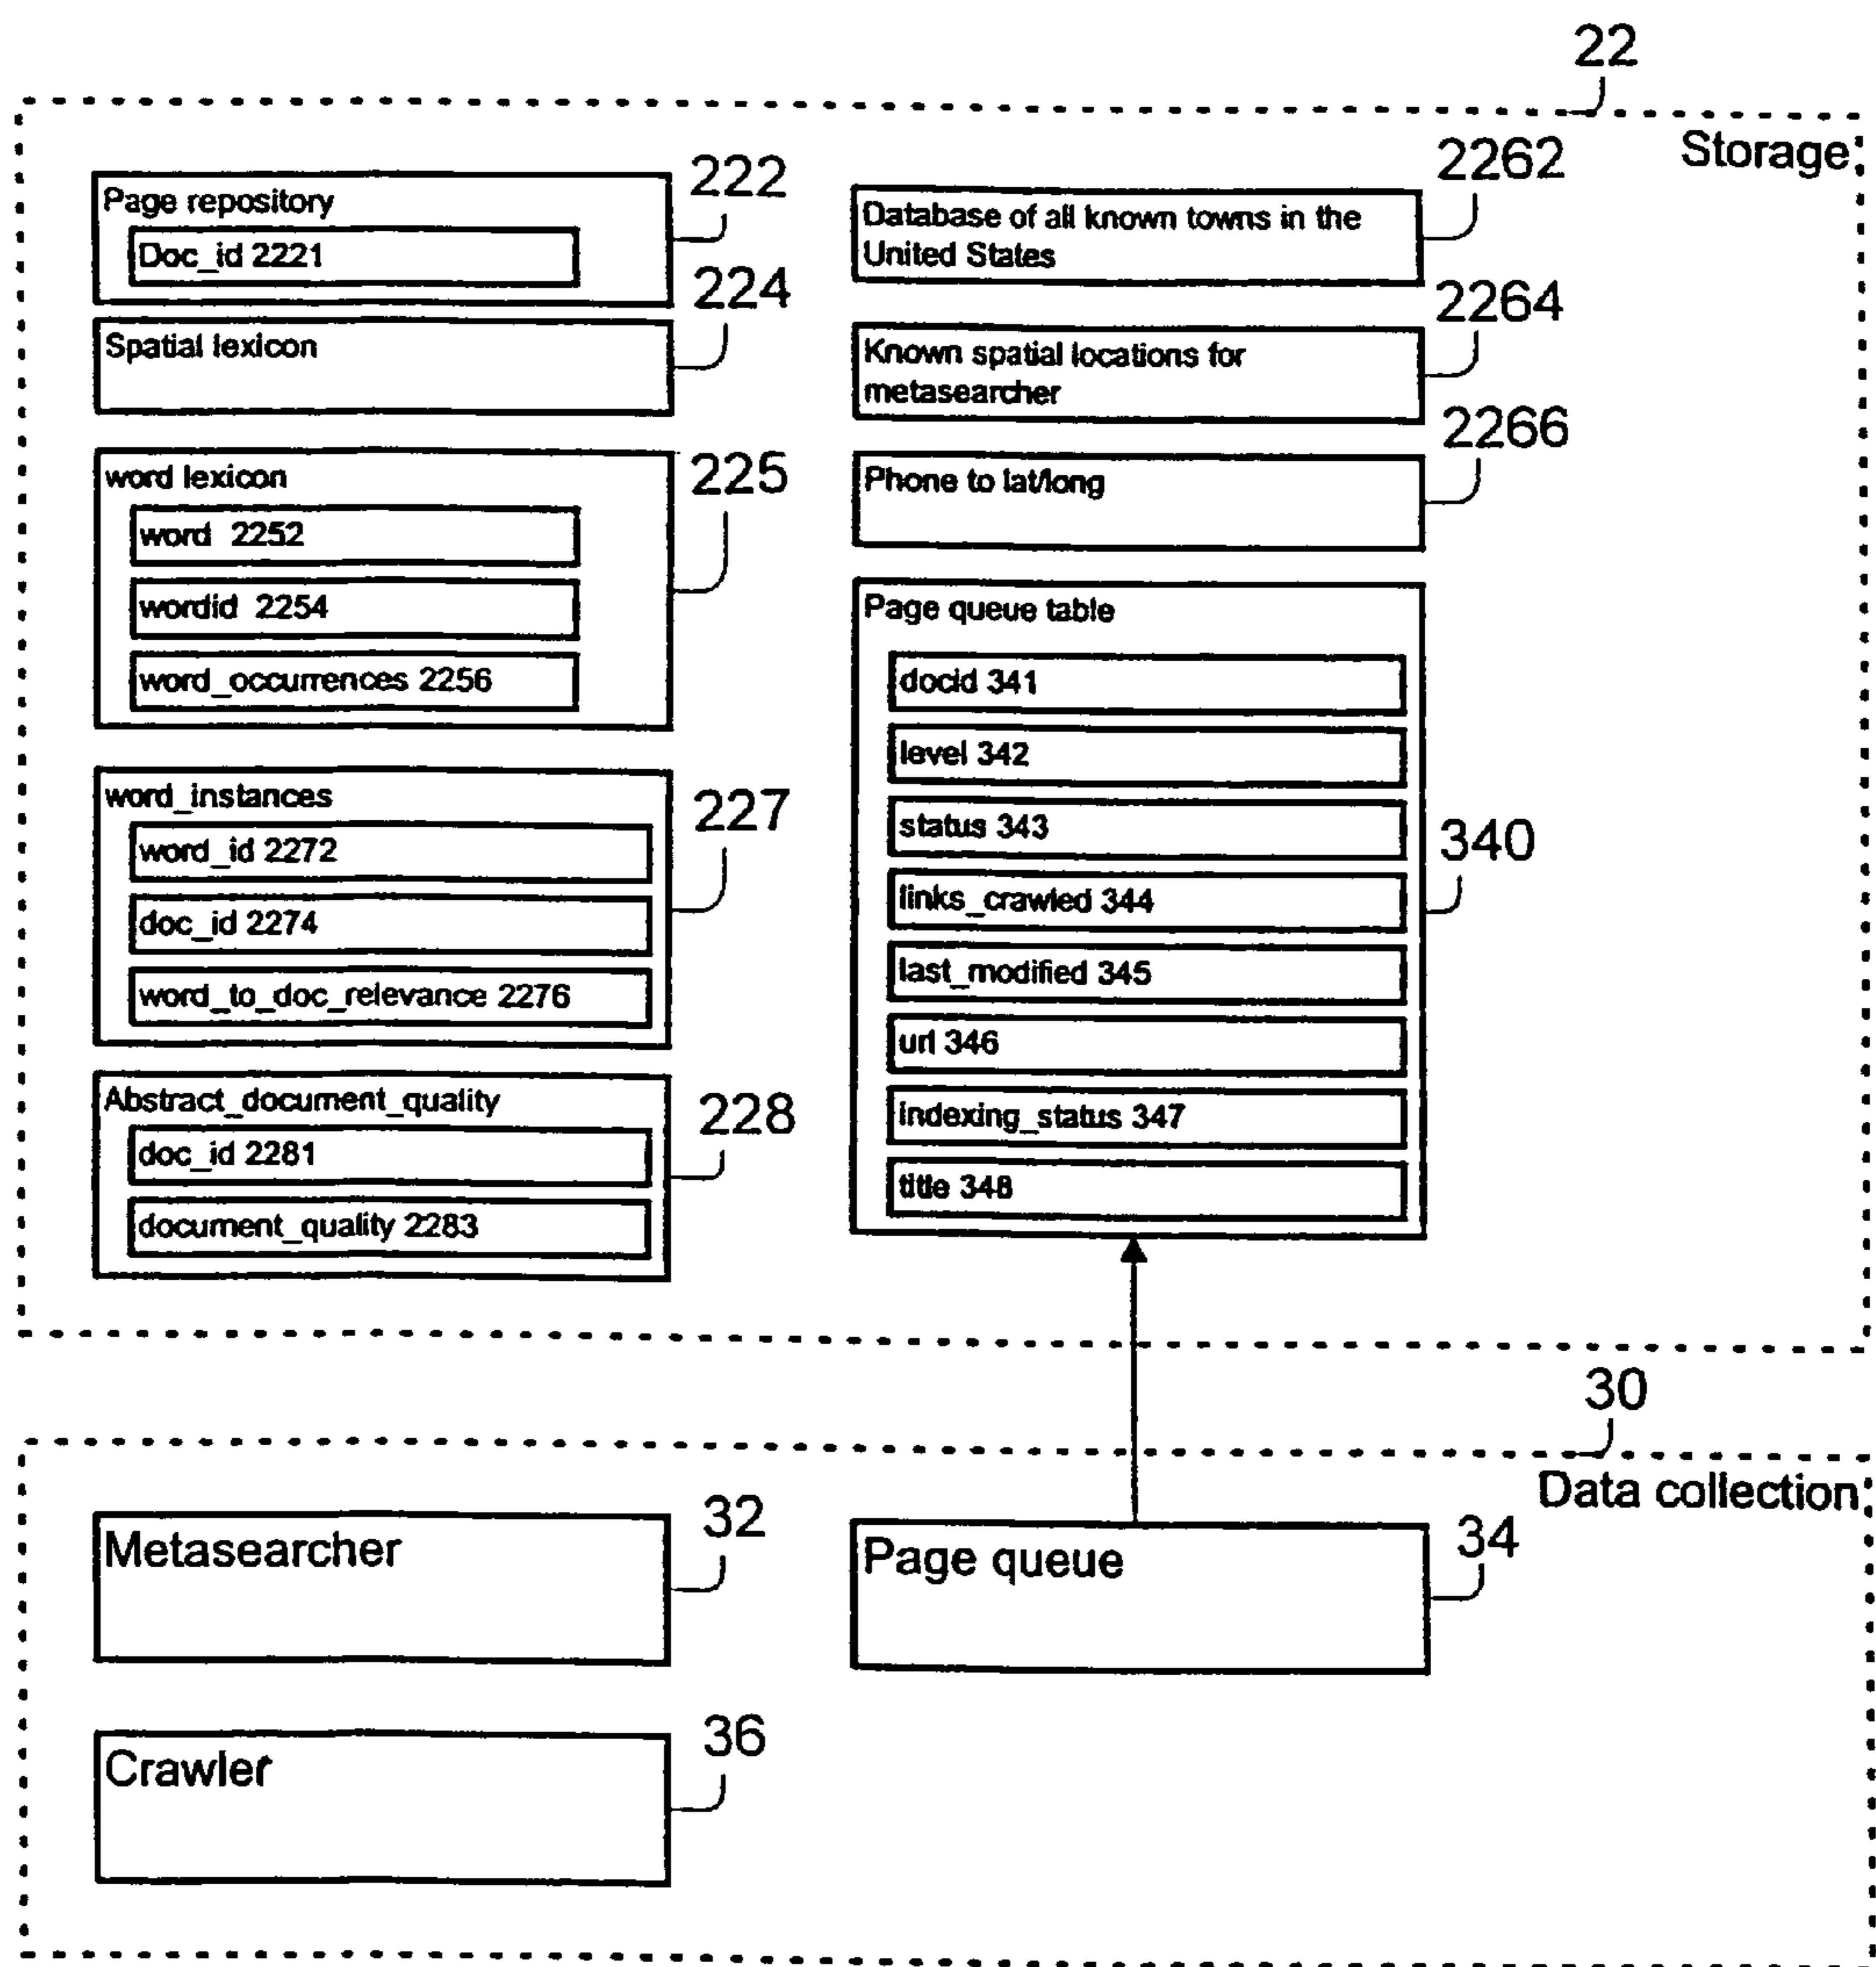 22
Storage
Page repository
222
Doc_id 2221
Spatial lexicon
224
word lexicon
225
word 2252
wordid 2254
word_occurrences 2256
word_instances
227
word_id 2272
doc_id 2274
word_to_doc_relevance 2276
Abstract_document_quality
228
doc_id 2281
document_quality 2283
2262
Database of all known towns in the
United States
2264
Known spatial locations for
metasearcher
2266
Phone to lat/long
Page queue table
340
docid 341
level 342
status 343
links_crawled 344
last_modified 345
url 346
indexing_status 347
title 348
30
Data collection
Metasearcher
32
Page queue
34
Crawler
36